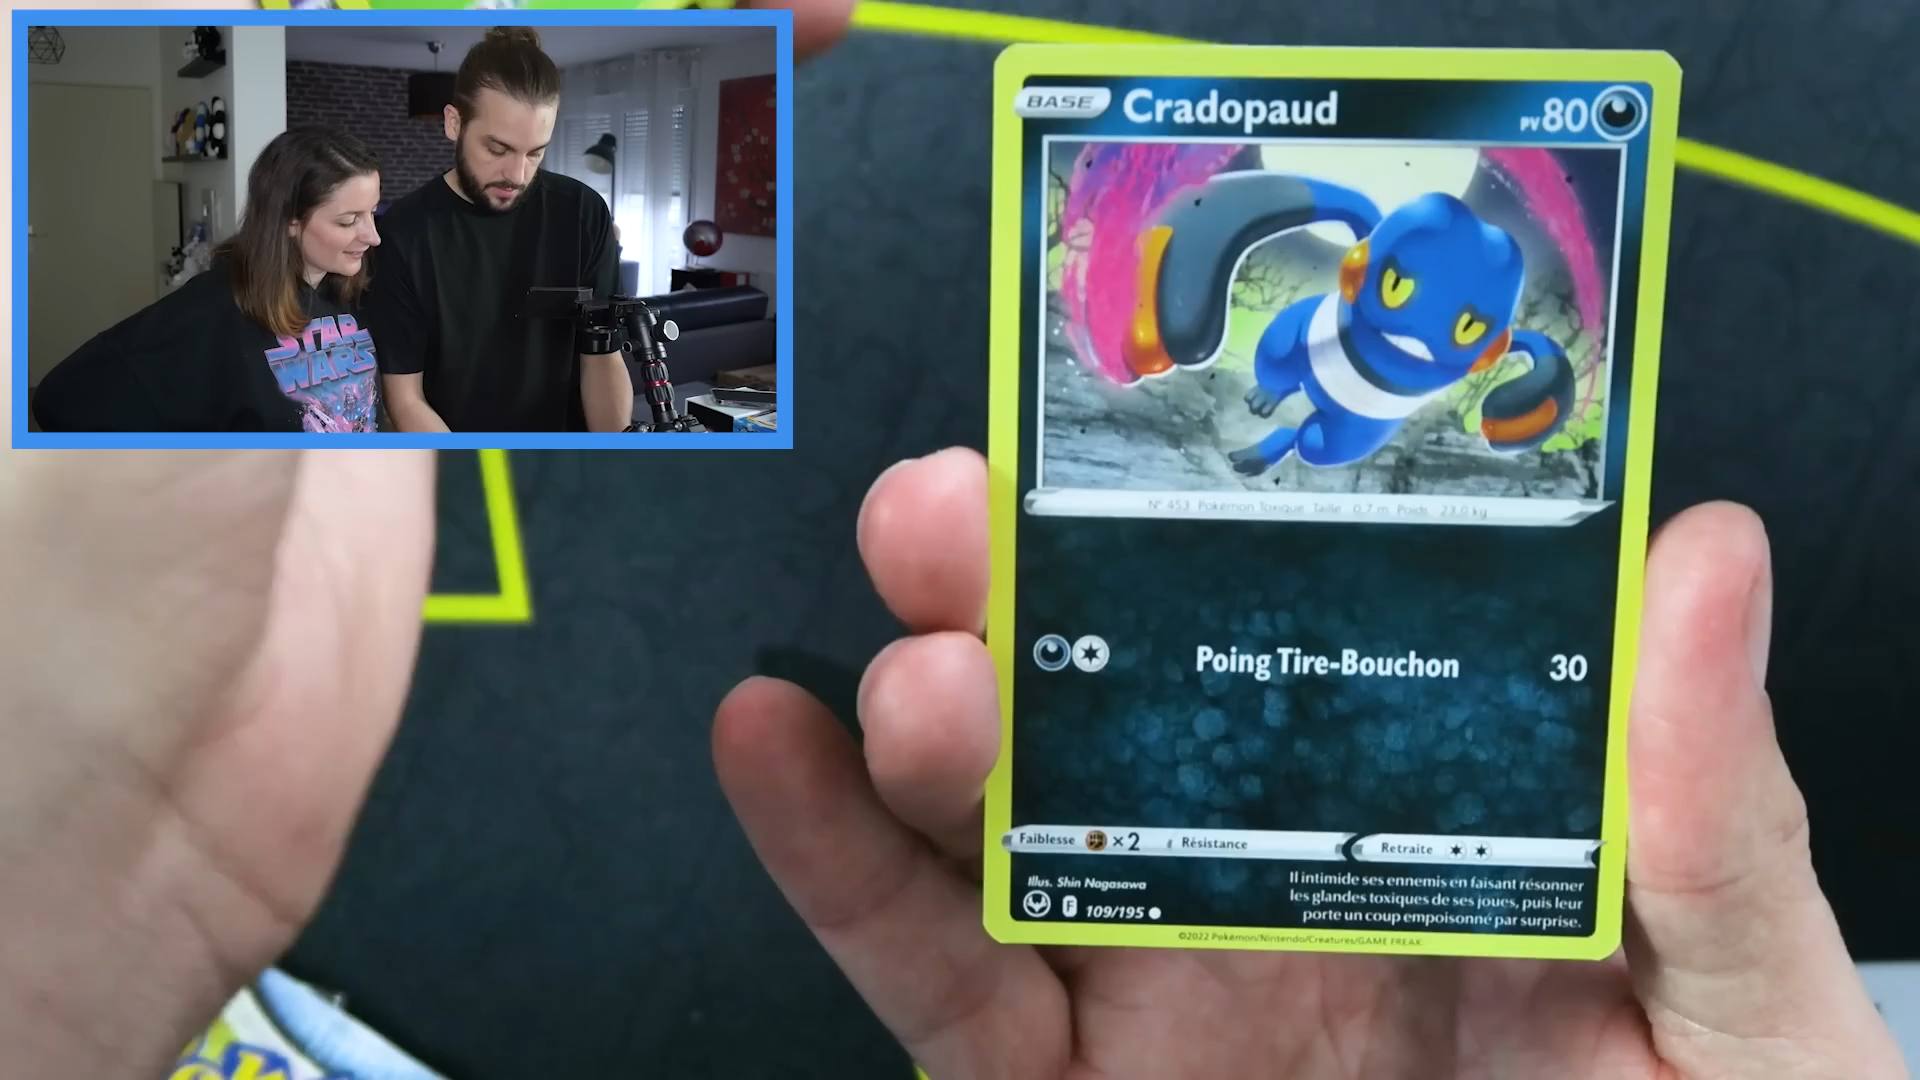 STAR
WARS
BASE Cradopaud PV 80
N° 453 Pokémon Toxique Taille 0,7 m Poids 23,0 kg
Poing Tire-Bouchon 30
Faiblesse ×2 Résistance Retraite
Illus. Shin Nagasawa
F 109/195
Il intimide ses ennemis en faisant résonner
les glandes toxiques de ses joues, puis leur
porte un coup empoisonné par surprise.
©2022 Pokémon/Nintendo/Creatures/GAME FREAK